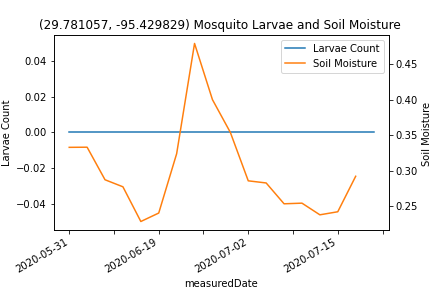 (29.781057, -95.429829) Mosquito Larvae and Soil Moisture
Larvae Count
Soil Moisture
0.04
0.02
0.00
−0.02
−0.04
Larvae Count
0.45
0.40
0.35
0.30
0.25
Soil Moisture
2020-05-31
2020-06-19
2020-07-02
2020-07-15
measuredDate